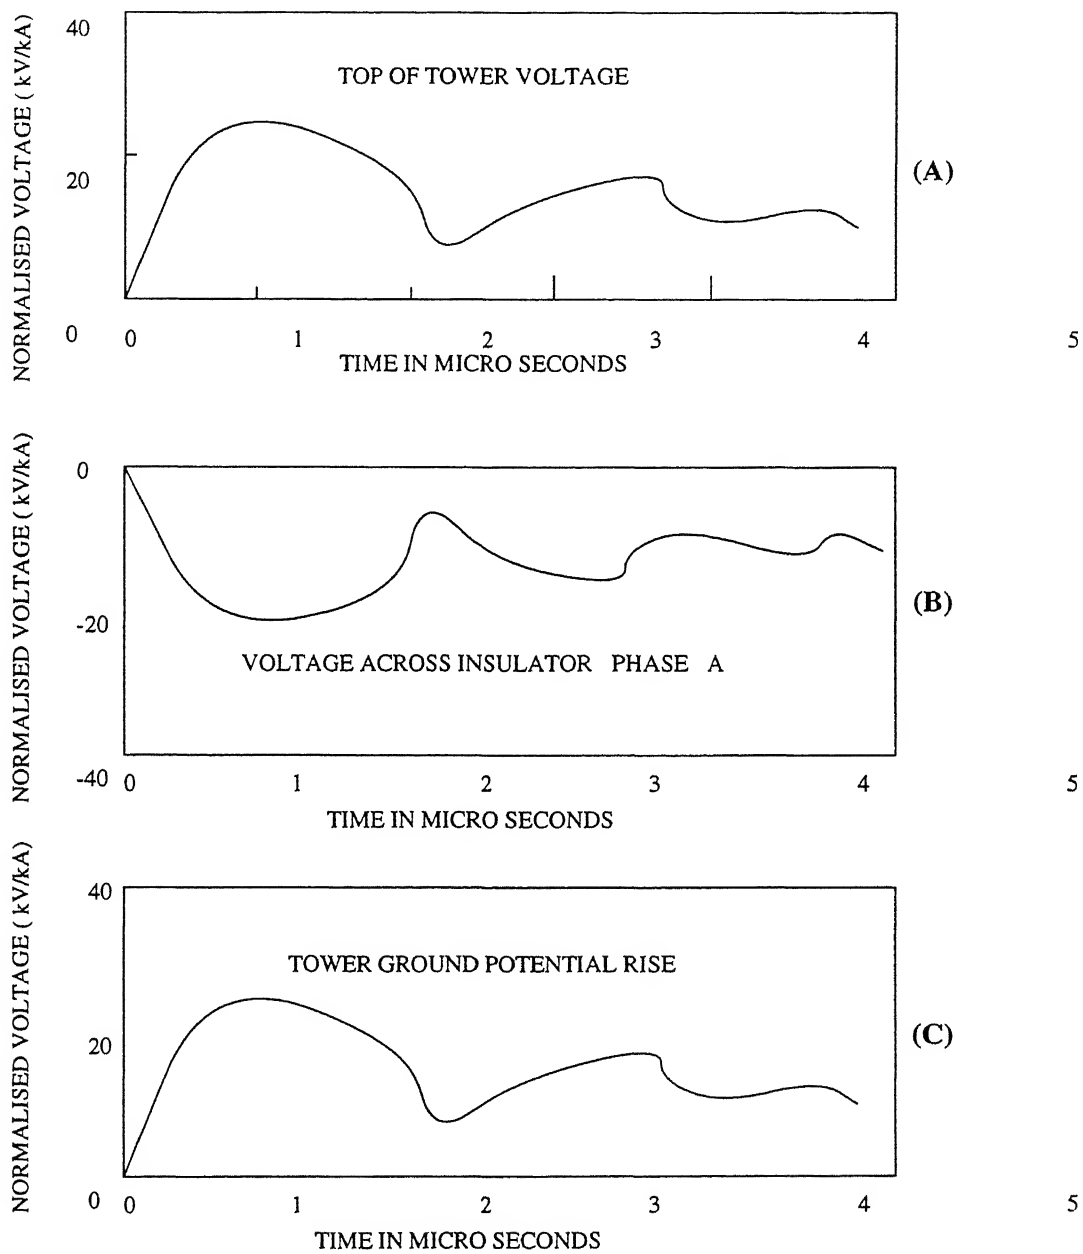 NORMALISED VOLTAGE ( kV/kA)
40
20
0
TOP OF TOWER VOLTAGE
(A)
0 1 2 3 4 5
TIME IN MICRO SECONDS
NORMALISED VOLTAGE ( kV/kA)
0
-20
-40
VOLTAGE ACROSS INSULATOR PHASE A
(B)
0 1 2 3 4 5
TIME IN MICRO SECONDS
NORMALISED VOLTAGE ( kV/kA)
40
20
0
TOWER GROUND POTENTIAL RISE
(C)
0 1 2 3 4 5
TIME IN MICRO SECONDS